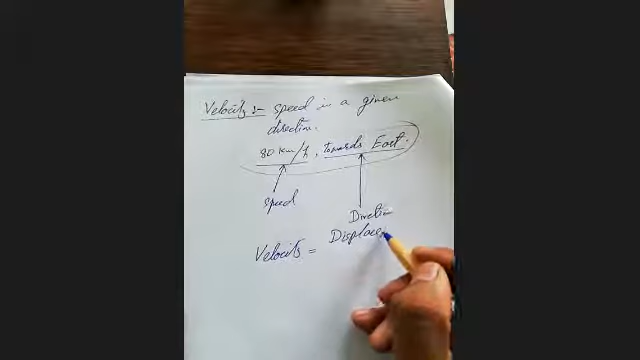 Velocity :- speed in a given
direction.
80 km/h, towards East.
speed
Direction
Velocity = Displace